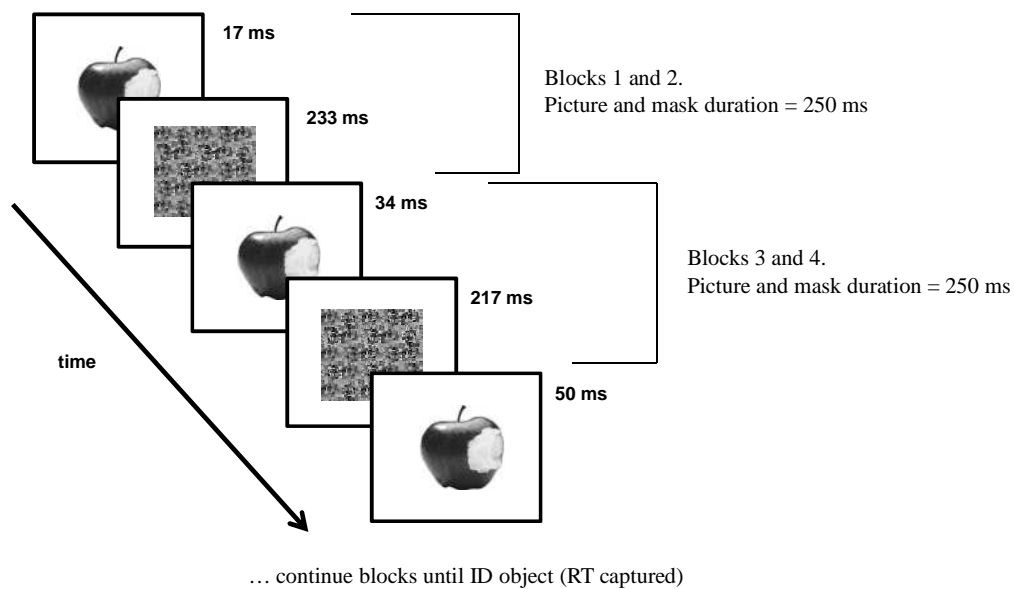 17 ms
Blocks 1 and 2.
Picture and mask duration = 250 ms
233 ms
34 ms
Blocks 3 and 4.
Picture and mask duration = 250 ms
217 ms
time
50 ms
… continue blocks until ID object (RT captured)